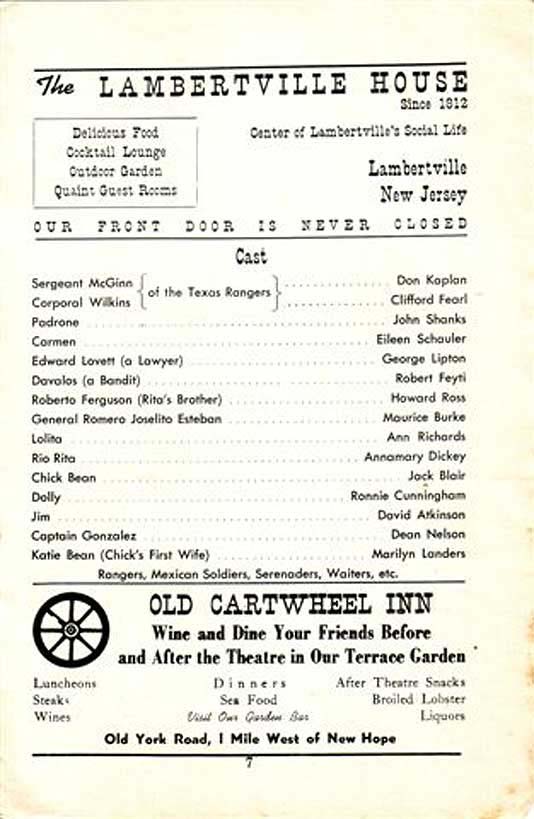 The LAMBERTVILLE HOUSE
Since 1812
Delicious Food
Cocktail Lounge
Outdoor Garden
Quaint Guest Rooms
Center of Lambertville's Social Life
Lambertville
New Jersey
OUR FRONT DOOR IS NEVER CLOSED
Cast
Sergeant McGinn { of the Texas Rangers } Don Kaplan
Corporal Wilkins Clifford Fearl
Padrone John Shanks
Carmen Eileen Schauler
Edward Lovett (a Lawyer) George Lipton
Davalos (a Bandit) Robert Feyti
Roberto Ferguson (Rita's Brother) Howard Ross
General Romero Joselito Esteban Maurice Burke
Lolita Ann Richards
Rio Rita Annamary Dickey
Chick Bean Jack Blair
Dolly Ronnie Cunningham
Jim David Atkinson
Captain Gonzalez Dean Nelson
Katie Bean (Chick's First Wife) Marilyn Landers
Rangers, Mexican Soldiers, Serenaders, Waiters, etc.
OLD CARTWHEEL INN
Wine and Dine Your Friends Before
and After the Theatre in Our Terrace Garden
Luncheons Dinners After Theatre Snacks
Steaks Sea Food Broiled Lobster
Wines Visit Our Garden Bar Liquors
Old York Road, 1 Mile West of New Hope
7